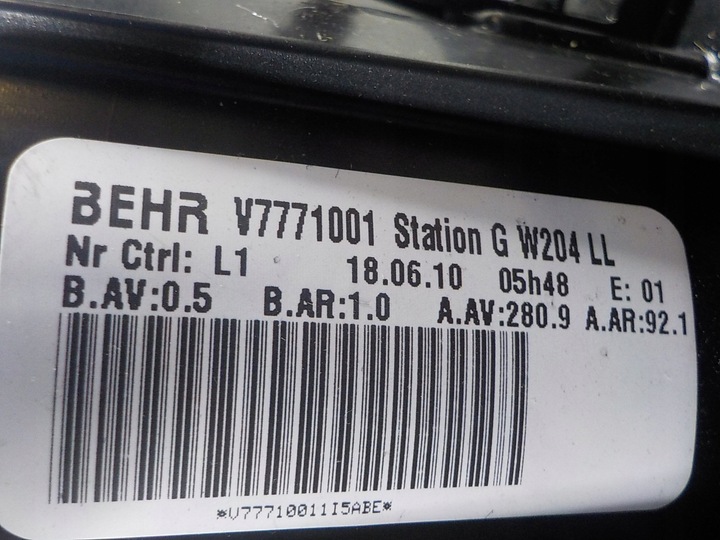 BEHR V7771001 Station G W204 LL
Nr Ctrl: L1 18.06.10 05h48 E: 01
B.AV:0.5 B.AR:1.0 A.AV:280.9 A.AR:92.1
*V77710011I5ABE*